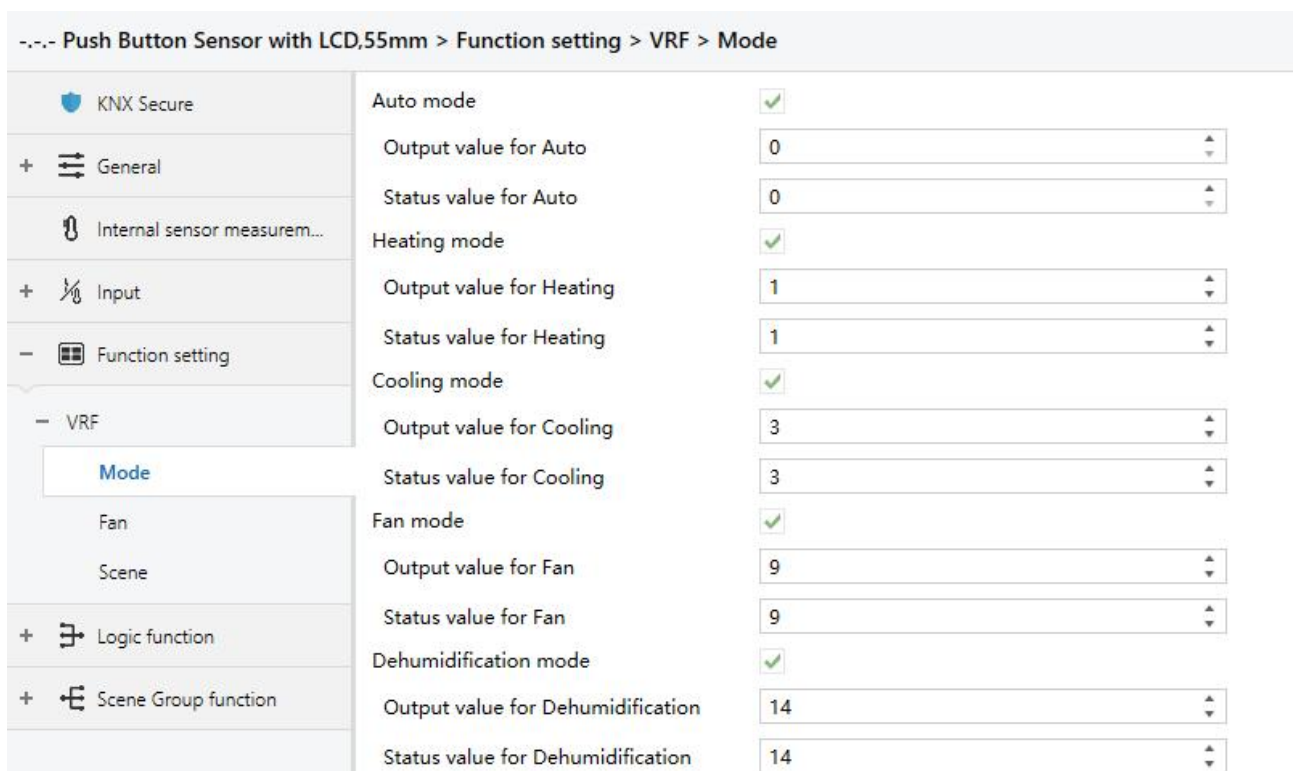 -.-.- Push Button Sensor with LCD,55mm > Function setting > VRF > Mode
KNX Secure
+ General
Internal sensor measurem...
+ Input
− Function setting
− VRF
Mode
Fan
Scene
+ Logic function
+ Scene Group function
Auto mode
Output value for Auto 0
Status value for Auto 0
Heating mode
Output value for Heating 1
Status value for Heating 1
Cooling mode
Output value for Cooling 3
Status value for Cooling 3
Fan mode
Output value for Fan 9
Status value for Fan 9
Dehumidification mode
Output value for Dehumidification 14
Status value for Dehumidification 14